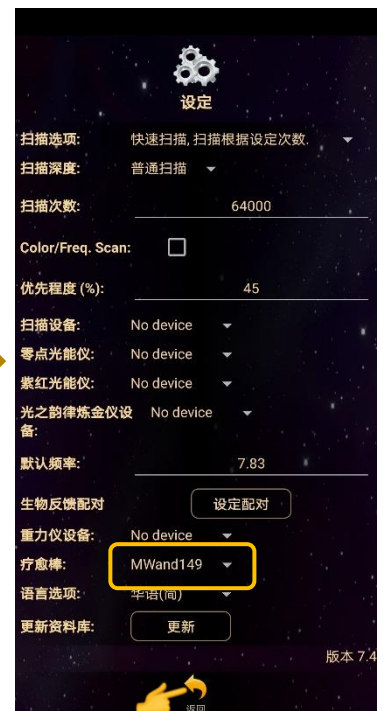 设定
扫描选项: 快速扫描, 扫描根据设定次数.
扫描深度: 普通扫描
扫描次数: 64000
Color/Freq. Scan:
优先程度 (%): 45
扫描设备: No device
零点光能仪: No device
紫红光能仪: No device
光之韵律炼金仪设 No device
备:
默认频率: 7.83
生物反馈配对 设定配对
重力仪设备: No device
疗愈棒: MWand149
语言选项: 华语(简)
更新资料库: 更新
版本 7.4
返回